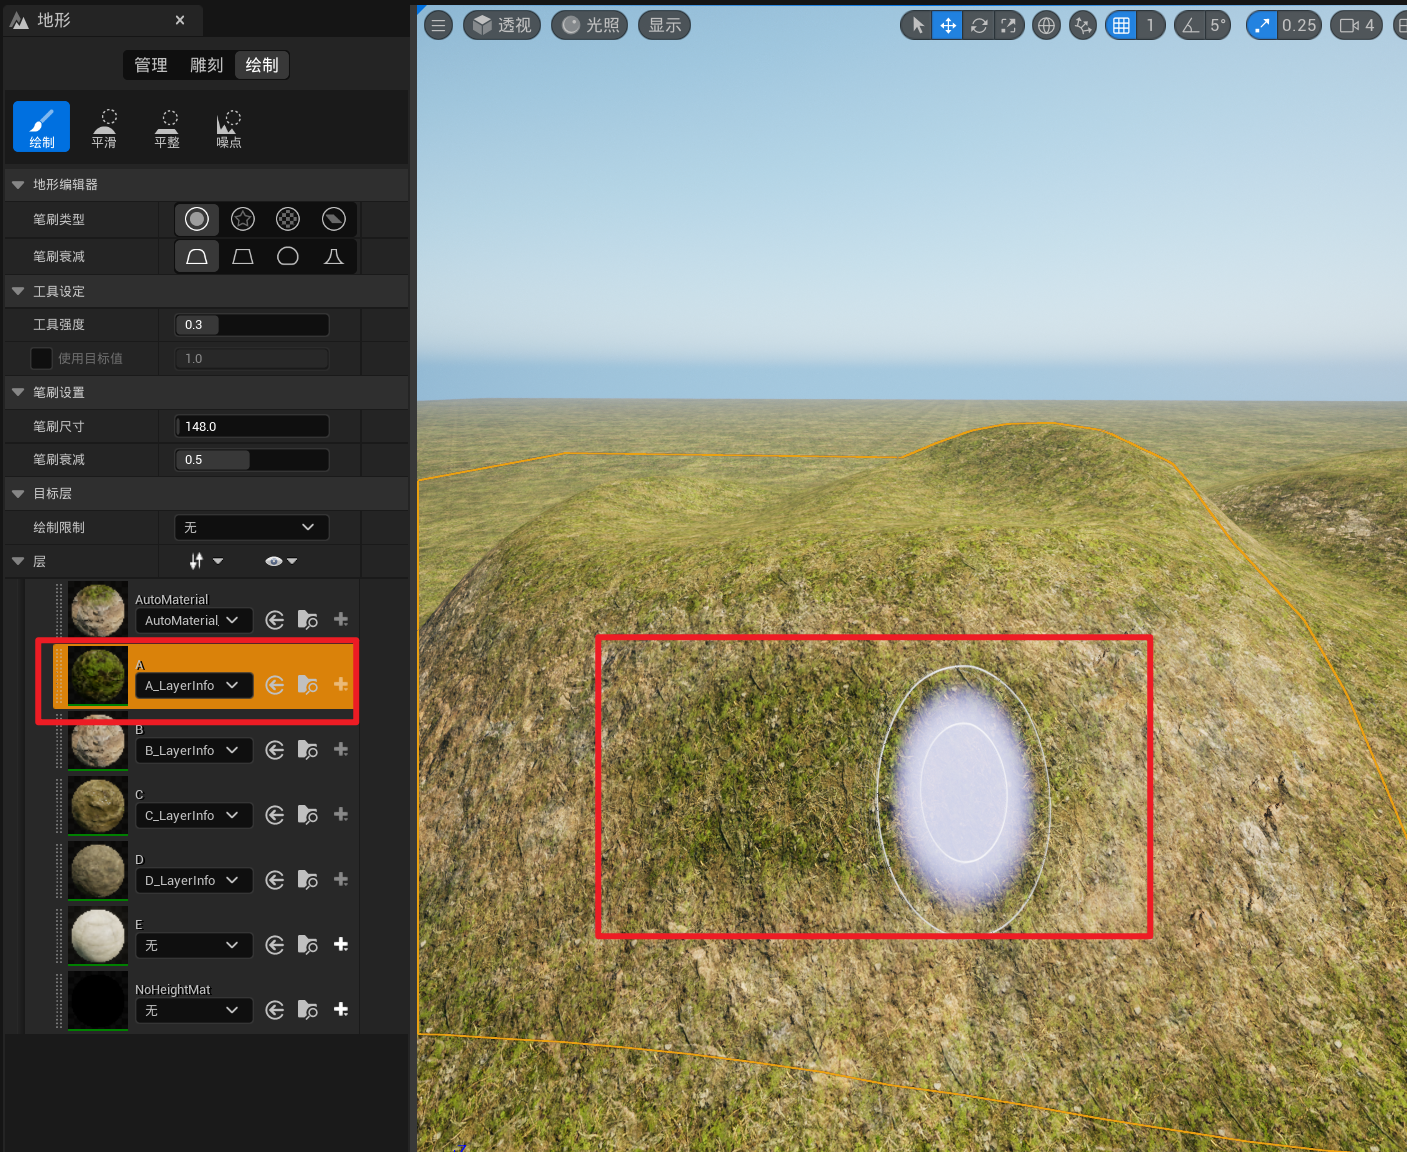 地形
透视
光照
显示
1
5°
0.25
4
管理
雕刻
绘制
绘制
平滑
平整
噪点
地形编辑器
笔刷类型
笔刷衰减
工具设定
工具强度
0.3
使用目标值
1.0
笔刷设置
笔刷尺寸
148.0
笔刷衰减
0.5
目标层
绘制限制
无
层
AutoMaterial
AutoMaterial_
A
A_LayerInfo
B
B_LayerInfo
C
C_LayerInfo
D
D_LayerInfo
E
无
NoHeightMat
无